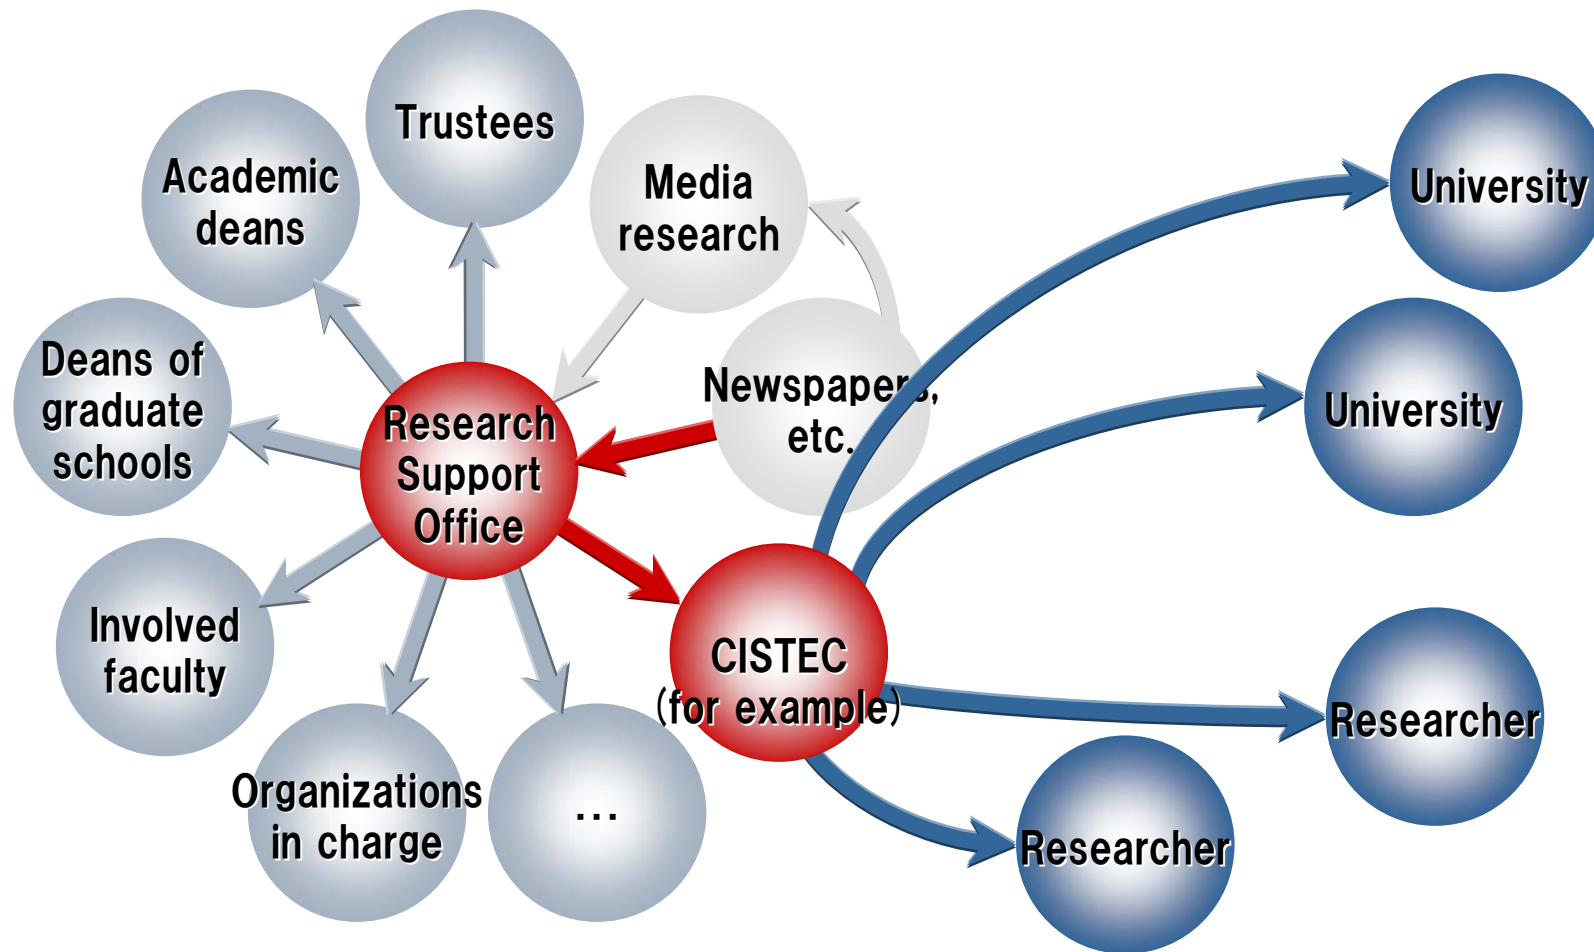 Trustees
Academic
deans
Media
research
University
Deans of
graduate
schools
Newspapers,
etc.
University
Research
Support
Office
Involved
faculty
CISTEC
(for example)
Researcher
Organizations
in charge
...
Researcher